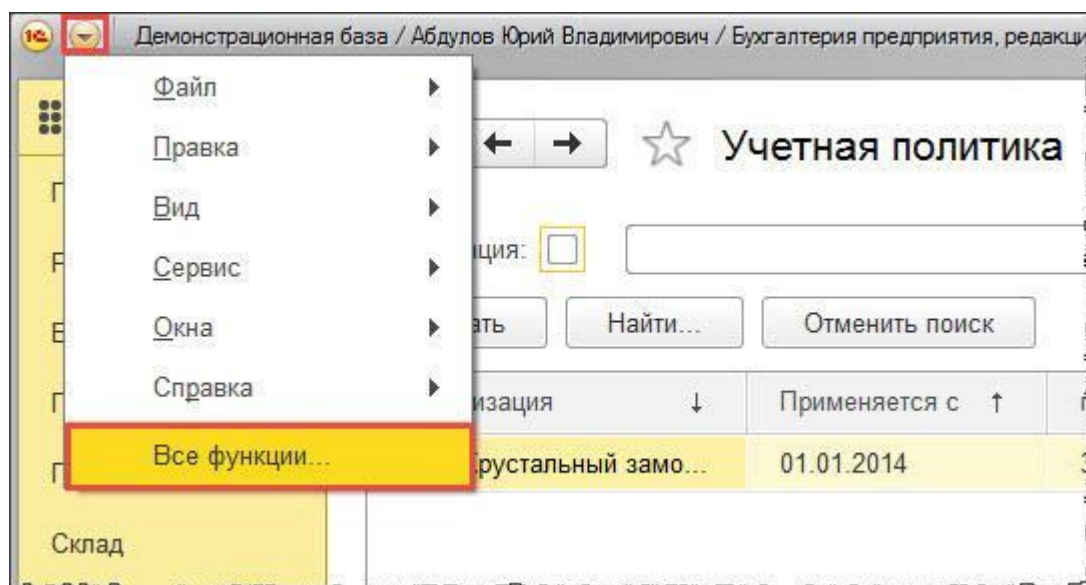 1С Демонстрационная база / Абдулов Юрий Владимирович / Бухгалтерия предприятия,
Файл
Учетная политика
Правка
Вид
Сервис
Найти... Отменить поиск
Окна
Справка
Применяется с ↑
Все функции...
01.01.2014
Склад